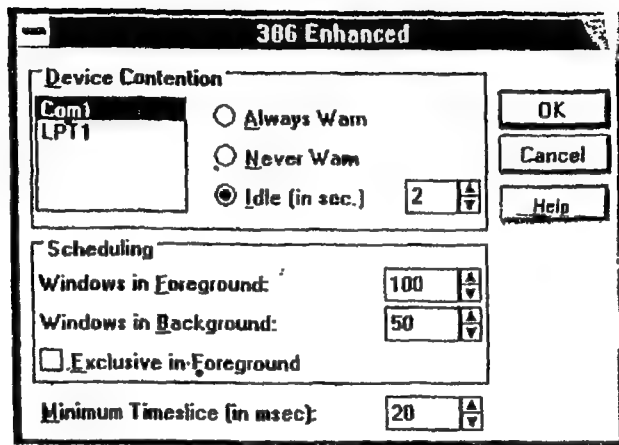 386 Enhanced
Device Contention
Com1
LPT1
Always Warn
Never Warn
Idle (in sec.)
2
OK
Cancel
Help
Scheduling
Windows in Foreground:
100
Windows in Background:
50
Exclusive in Foreground
Minimum Timeslice (in msec):
20